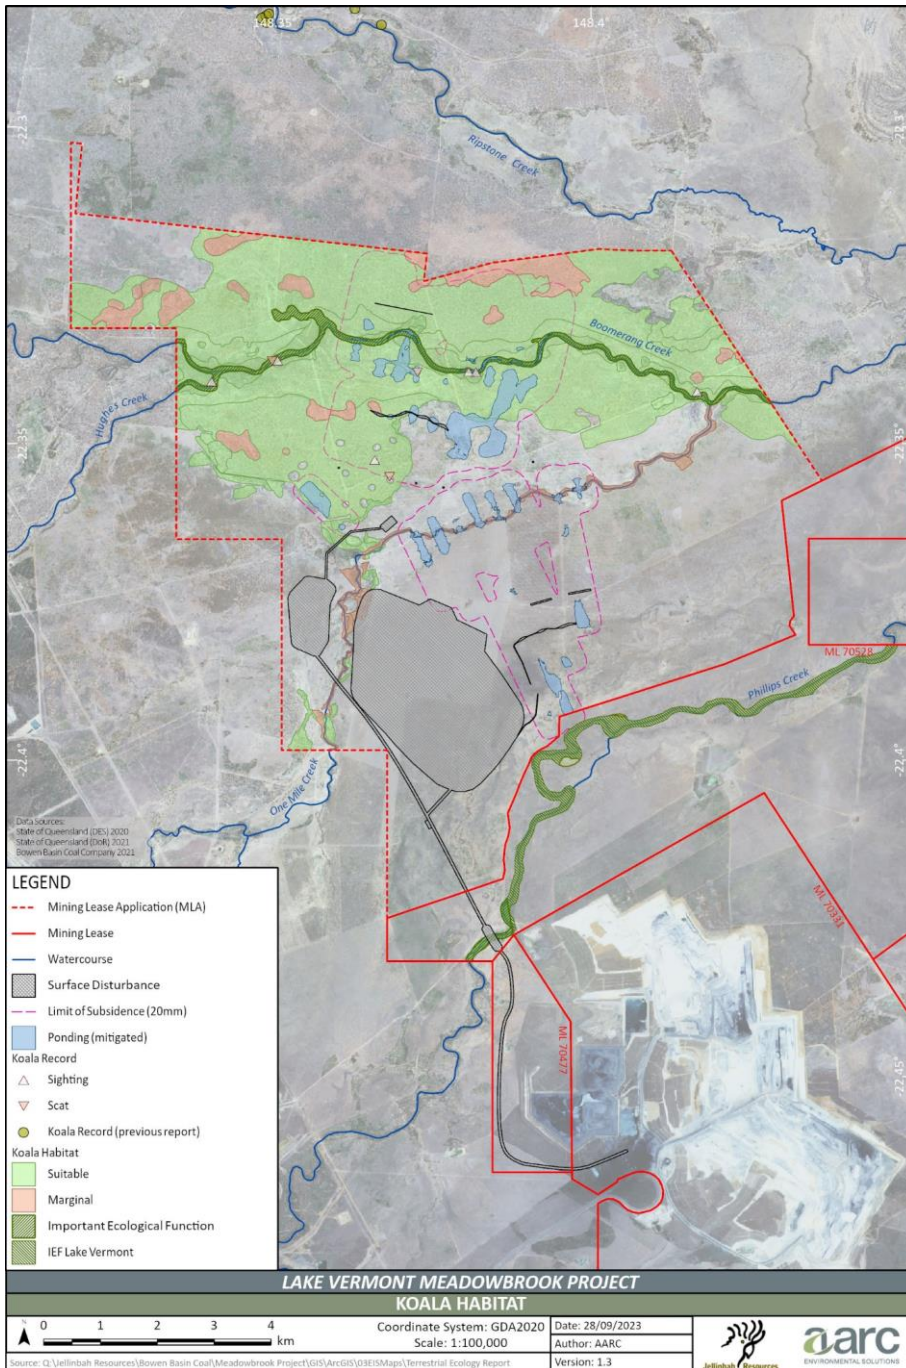 148.35°
148.4°
-22.3°
-22.3°
Ripstone Creek
Boomerang Creek
Hughes Creek
-22.35°
-22.35°
ML 70528
Phillips Creek
-22.4°
One Mile Creek
Data Sources:
State of Queensland (DES) 2020
State of Queensland (DoR) 2021
Bowen Basin Coal Company 2021
ML 70331
ML 70477
-22.45°
LEGEND
Mining Lease Application (MLA)
Mining Lease
Watercourse
Surface Disturbance
Limit of Subsidence (20mm)
Ponding (mitigated)
Koala Record
Sighting
Scat
Koala Record (previous report)
Koala Habitat
Suitable
Marginal
Important Ecological Function
IEF Lake Vermont
LAKE VERMONT MEADOWBROOK PROJECT
KOALA HABITAT
N
0 1 2 3 4
km
Coordinate System: GDA2020
Scale: 1:100,000
Date: 28/09/2023
Author: AARC
Version: 1.3
Jellinbah Resources
aarc
ENVIRONMENTAL SOLUTIONS
Source: Q:\Jellinbah Resources\Bowen Basin Coal\Meadowbrook Project\GIS\ArcGIS\03EISMaps\Terrestrial Ecology Report